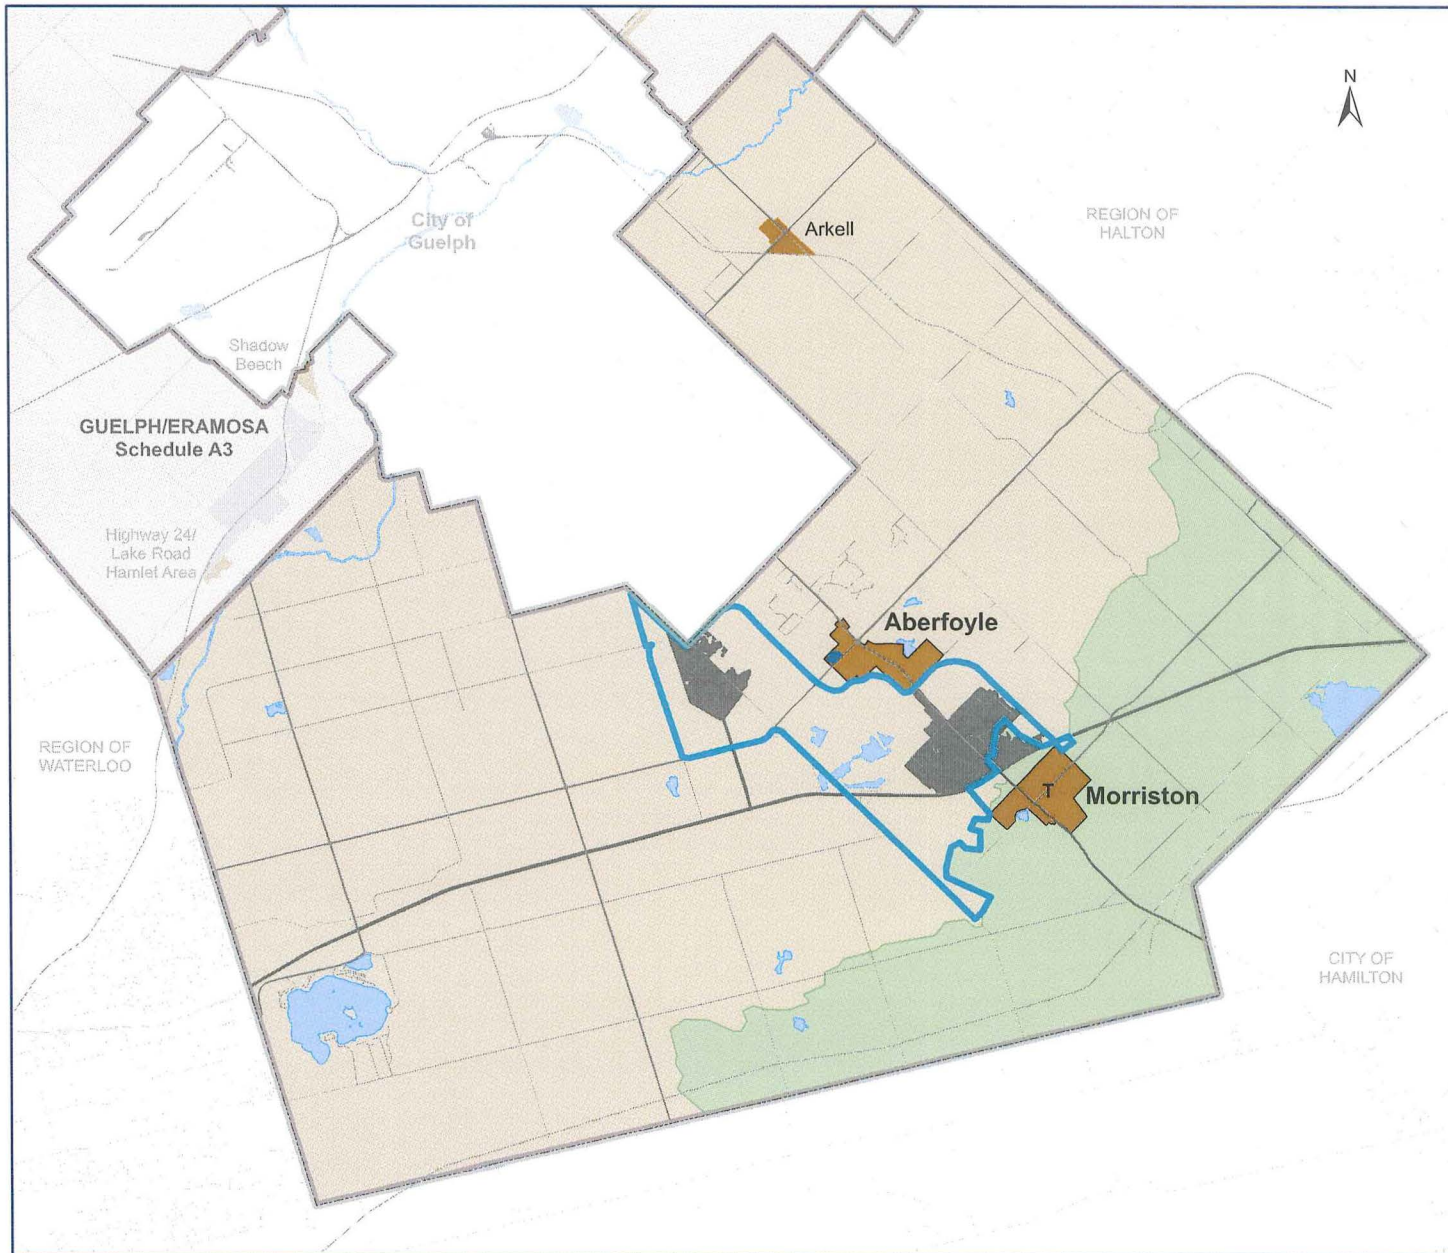 N
REGION OF
HALTON
City of
Guelph
Arkell
Shadow
Beech
GUELPH/ERAMOSA
Schedule A3
Highway 24/
Lake Road
Hamlet Area
Aberfoyle
REGION OF
WATERLOO
T
Morriston
CITY OF
HAMILTON